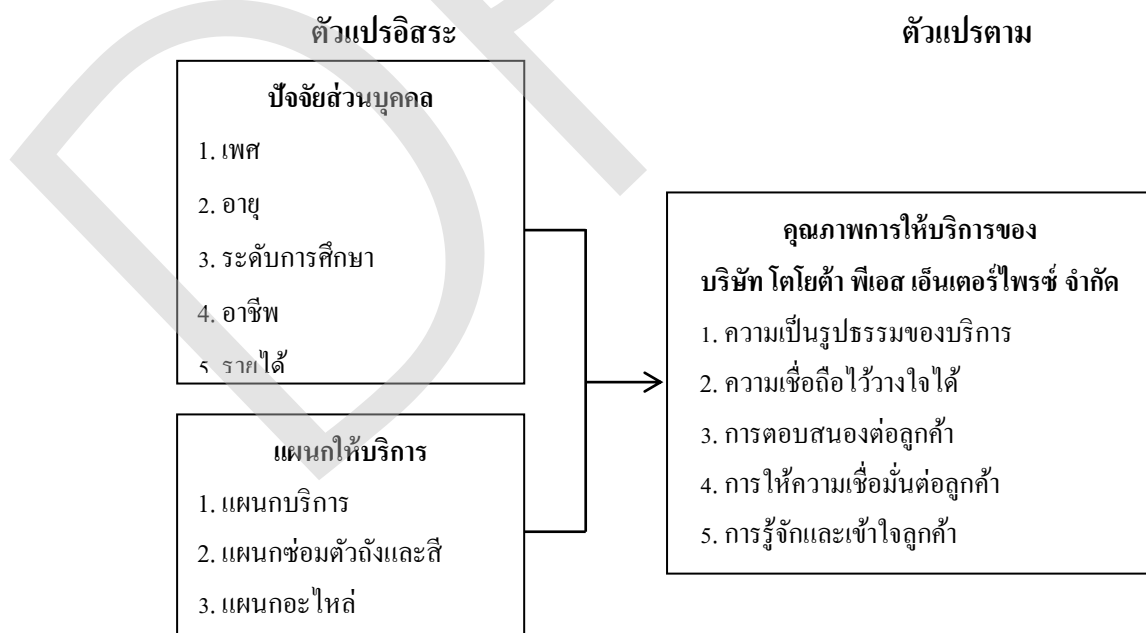 ตัวแปรอิสระ
ปัจจัยส่วนบุคคล
1. เพศ
2. อายุ
3. ระดับการศึกษา
4. อาชีพ
5. รายได้
แผนกให้บริการ
1. แผนกบริการ
2. แผนกซ่อมตัวถังและสี
3. แผนกอะไหล่
ตัวแปรตาม
คุณภาพการให้บริการของ
บริษัท โตโยต้า พีเอส เอ็นเตอร์ไพรซ์ จำกัด
1. ความเป็นรูปธรรมของบริการ
2. ความเชื่อถือไว้วางใจได้
3. การตอบสนองต่อลูกค้า
4. การให้ความเชื่อมั่นต่อลูกค้า
5. การรู้จักและเข้าใจลูกค้า